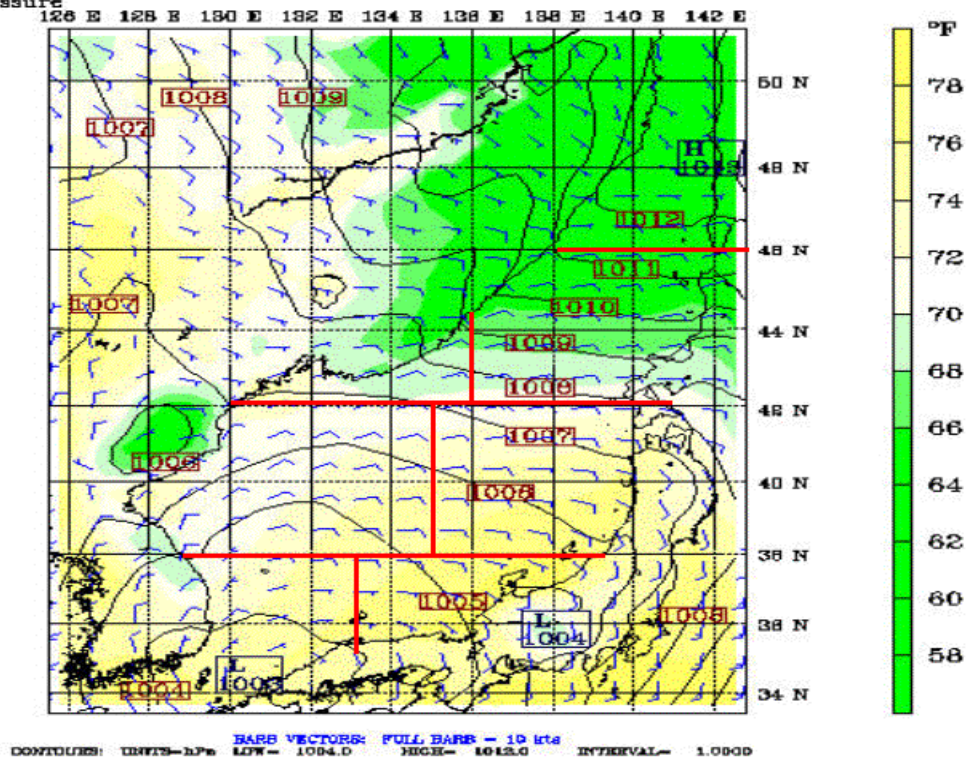 ssure
126 E 128 E 130 E 132 E 134 E 136 E 138 E 140 E 142 E
°F
50 N
78
1008 1009
1007
76
H
48 N
1012
74
46 N
72
1011
1007
1010
70
44 N
1009
68
1008
42 N
66
1007
1006
64
1006
40 N
62
38 N
60
1005
L
1004
36 N
58
L
1003
1004
34 N
BARB VECTORS: FULL BARB = 10 kts
CONTOURS: UNITS=hPa LOW= 1004.0 HIGH= 1012.0 INTERVAL= 1.0000